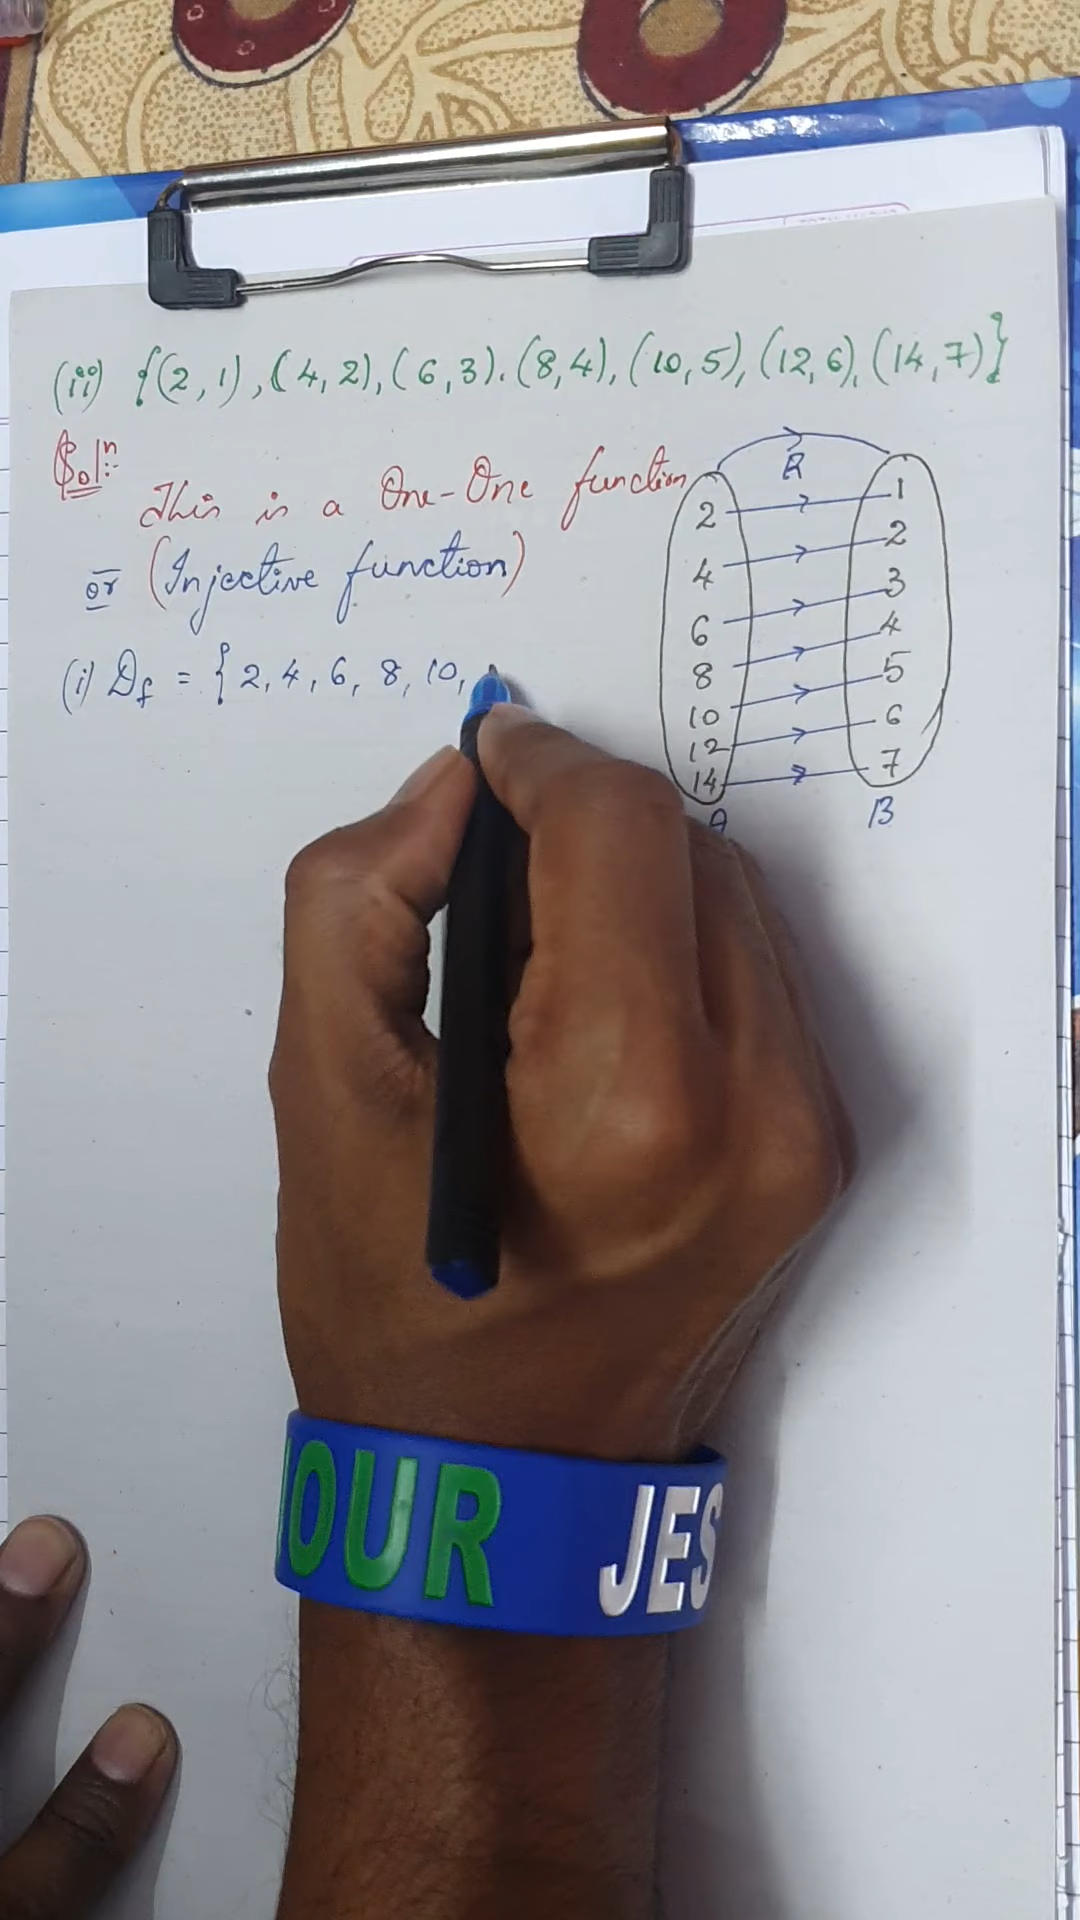 (ii) {(2,1),(4,2),(6,3).(8,4),(10,5),(12,6),(14,7)}
Solⁿ:-
This is a One-One function
or (Injective function)
(i) Df = { 2, 4, 6, 8, 10,
R
2 1
4 2
6 3
8 4
10 5
12 6
14 7
A B
OUR JES